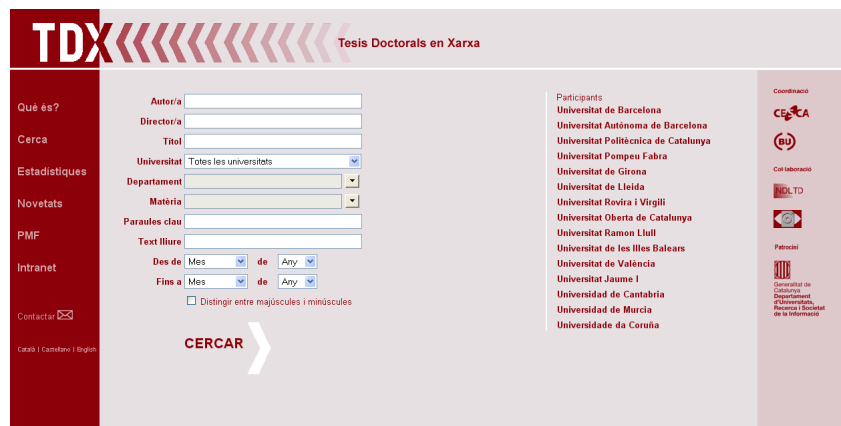 TDX
Tesis Doctorals en Xarxa
Què és?
Cerca
Estadístiques
Novetats
PMF
Intranet
Contactar
Català | Castellano | English
Autor/a
Director/a
Títol
Universitat Totes les universitats
Departament
Matèria
Paraules clau
Text lliure
Des de Mes de Any
Fins a Mes de Any
Distingir entre majúscules i minúscules
CERCAR
Participants
Universitat de Barcelona
Universitat Autònoma de Barcelona
Universitat Politècnica de Catalunya
Universitat Pompeu Fabra
Universitat de Girona
Universitat de Lleida
Universitat Rovira i Virgili
Universitat Oberta de Catalunya
Universitat Ramon Llull
Universitat de les Illes Balears
Universitat de València
Universitat Jaume I
Universidad de Cantabria
Universidad de Murcia
Universidade da Coruña
Coordinació
CESCA
BU
Col·laboració
NDLTD
Patrocini
Generalitat de
Catalunya
Departament
d'Universitats,
Recerca i Societat
de la Informació